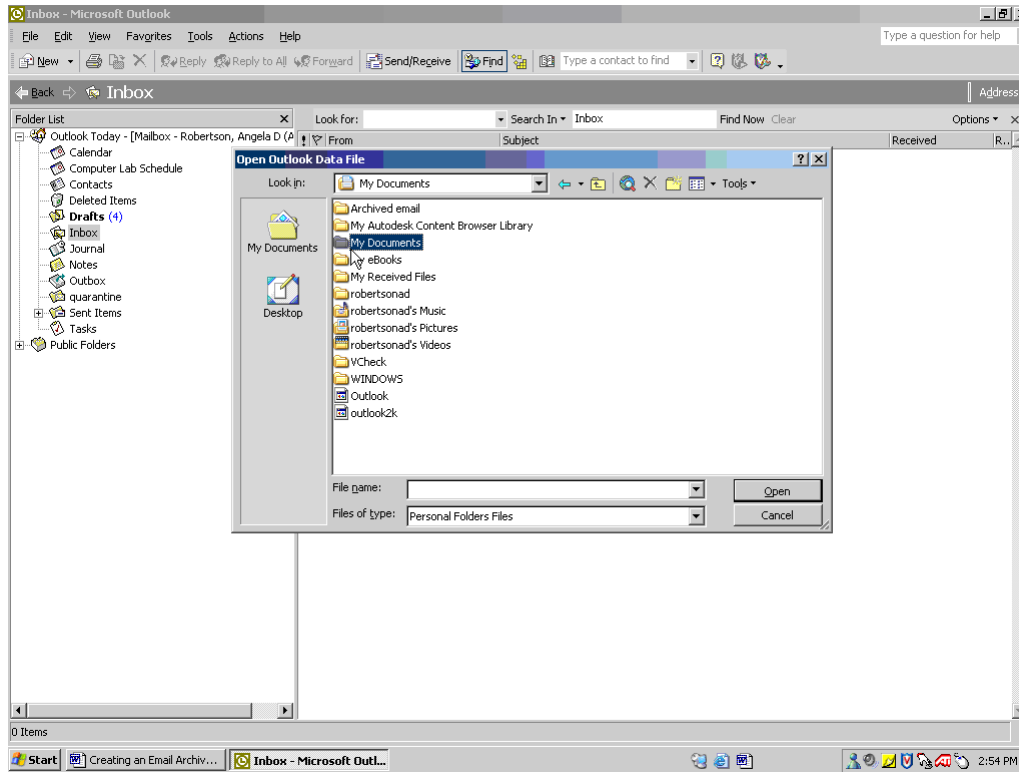 Inbox - Microsoft Outlook
File Edit View Favorites Tools Actions Help
Type a question for help
New Reply Reply to All Forward Send/Receive Find Type a contact to find
Back Inbox
Address
Folder List
Look for: Search In Inbox Find Now Clear Options
Outlook Today - [Mailbox - Robertson, Angela D (A
From Subject Received R...
Calendar
Computer Lab Schedule
Contacts
Deleted Items
Drafts (4)
Inbox
Journal
Notes
Outbox
quarantine
Sent Items
Tasks
Public Folders
Open Outlook Data File
Look in: My Documents Tools
My Documents
Desktop
Archived email
My Autodesk Content Browser Library
My Documents
eBooks
My Received Files
robertsonad
robertsonad's Music
robertsonad's Pictures
robertsonad's Videos
VCheck
WINDOWS
Outlook
outlook2k
File name:
Open
Files of type: Personal Folders Files
Cancel
0 Items
Start Creating an Email Archiv... Inbox - Microsoft Outl... 2:54 PM